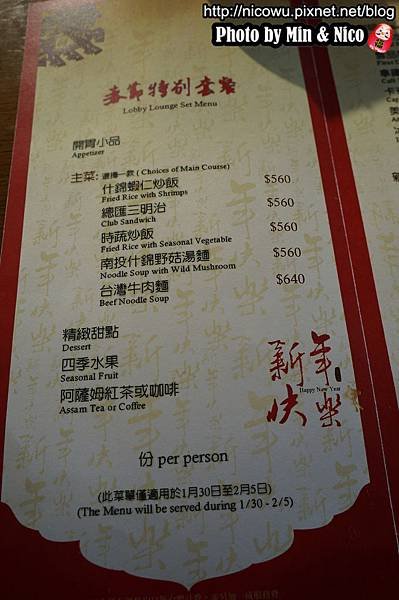 http://nicowu.pixnet.net/blog
Photo by Min & Nico
春節特別套餐
Lobby Lounge Set Menu
開胃小品
Appetizer
主菜: 選擇一款 ( Choices of Main Course)
什錦蝦仁炒飯 $560
Fried Rice with Shrimps
總匯三明治 $560
Club Sandwich
時蔬炒飯 $560
Fried Rice with Seasonal Vegetable
南投什錦野菇湯麵 $560
Noodle Soup with Wild Mushroom
台灣牛肉麵 $640
Beef Noodle Soup
精緻甜點
Dessert
四季水果
Seasonal Fruit
阿薩姆紅茶或咖啡
Assam Tea or Coffee
新年快樂
Happy New Year
份 per person
(此菜單僅適用於1月30日至2月5日)
(The Menu will be served during 1/30 - 2/5)